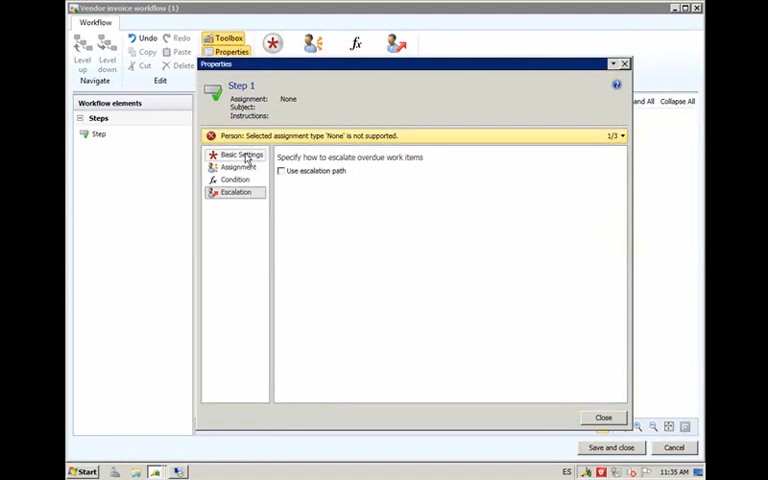 Vendor invoice workflow (1)
Workflow
Level up
Level down
Navigate
Undo
Redo
Copy
Paste
Cut
Delete
Edit
Toolbox
Properties
Workflow elements
Steps
Step
Properties
Step 1
Assignment: None
Subject:
Instructions:
Person: Selected assignment type 'None' is not supported.
1/3
Basic Settings
Assignment
Condition
Escalation
Specify how to escalate overdue work items
Use escalation path
Close
and All
Collapse All
Save and close
Cancel
Start
ES
11:35 AM